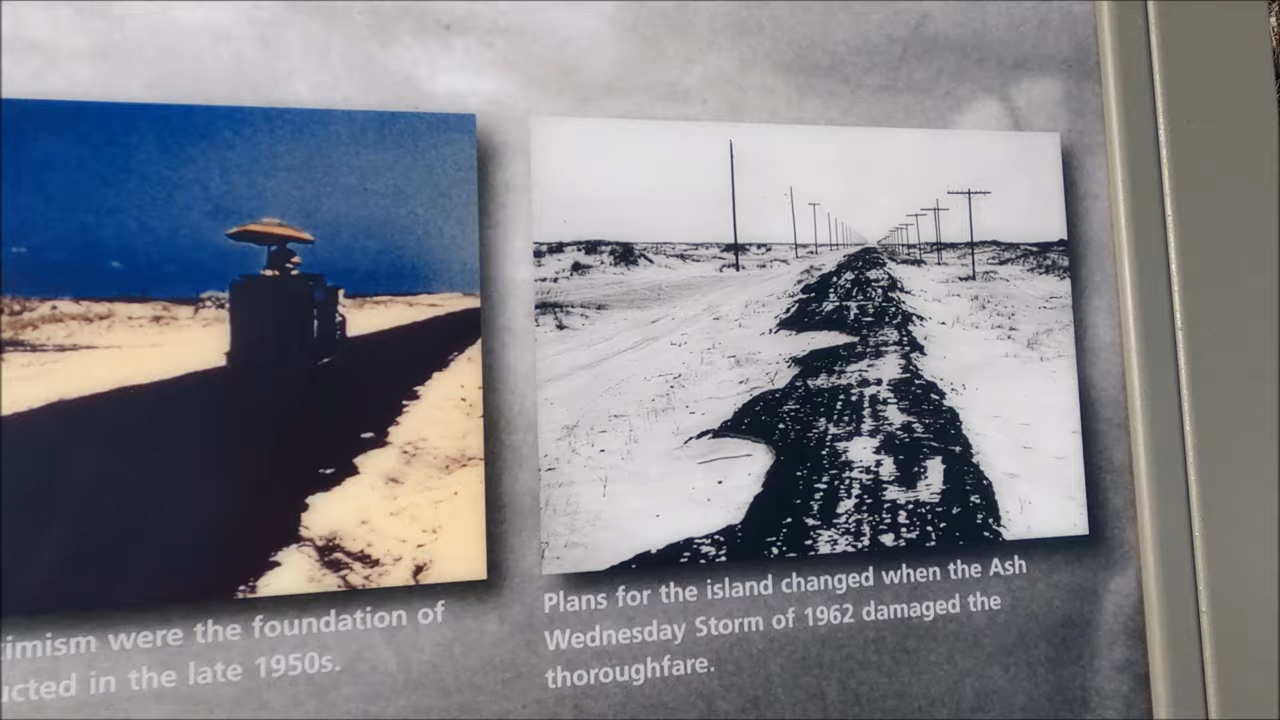 timism were the foundation of
ucted in the late 1950s.
Plans for the island changed when the Ash
Wednesday Storm of 1962 damaged the
thoroughfare.